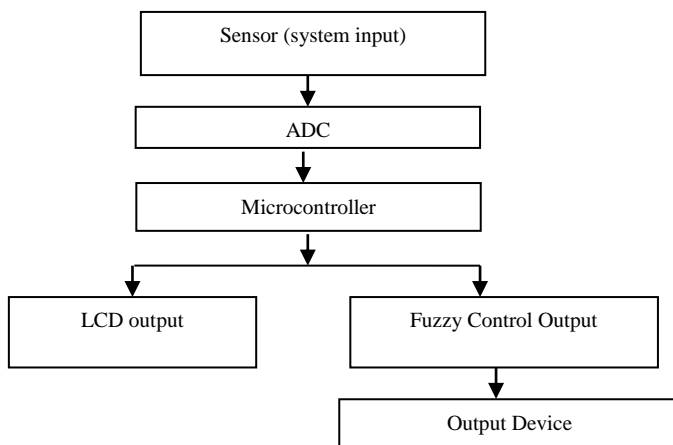 Sensor (system input)
ADC
Microcontroller
LCD output
Fuzzy Control Output
Output Device